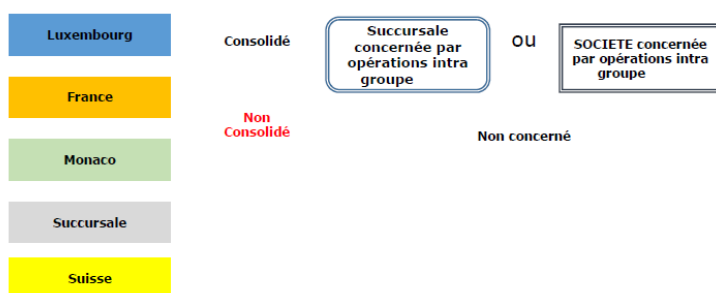 Luxembourg
France
Monaco
Succursale
Suisse
Consolidé
Non
Consolidé
Succursale
concernée par
opérations intra
groupe
ou
SOCIETE concernée
par opérations intra
groupe
Non concerné